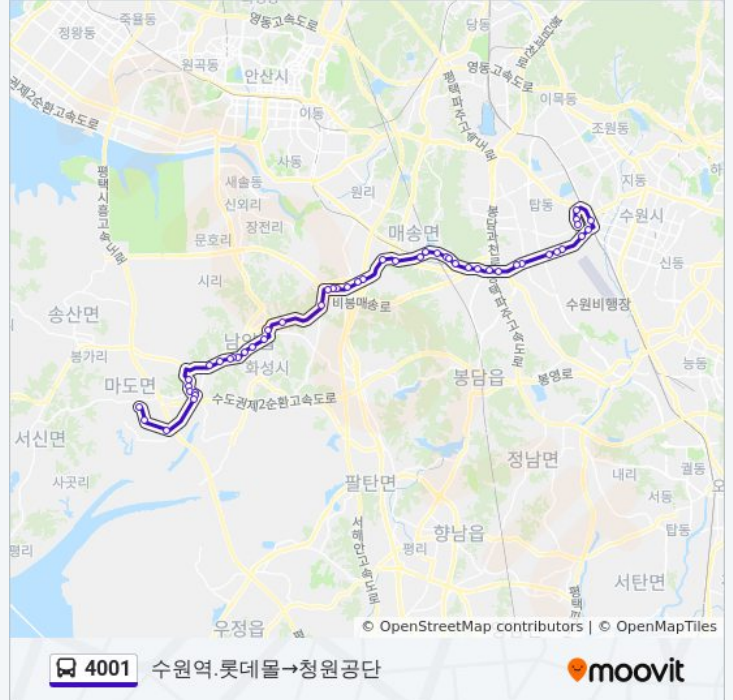 정왕동
죽율동
영동고속도로
당동
봉담과천로
원곡동
안산시
영동고속도로
권제2순환고속도로
이동
평택파주고속도로
이목동
조원동
평택시흥고속도로
사동
새솔동
원리
지동
신외리
봉담과천로
탑동
수원시
장전리
매송면
문호리
신동
시리
평택파주고속도로
비봉매송로
수원비행장
송산면
봉가리
화성시
능동
마도면
봉담읍
봉영로
수도권제2순환고속도로
서신면
정남면
사곳리
팔탄면
내리
궐동
서동
오
서해안고속도로
향남읍
탑동
평리
평리
서탄면
평택
우정읍
© OpenStreetMap contributors | © OpenMapTiles
4001 수원역.롯데몰→청원공단
moovit